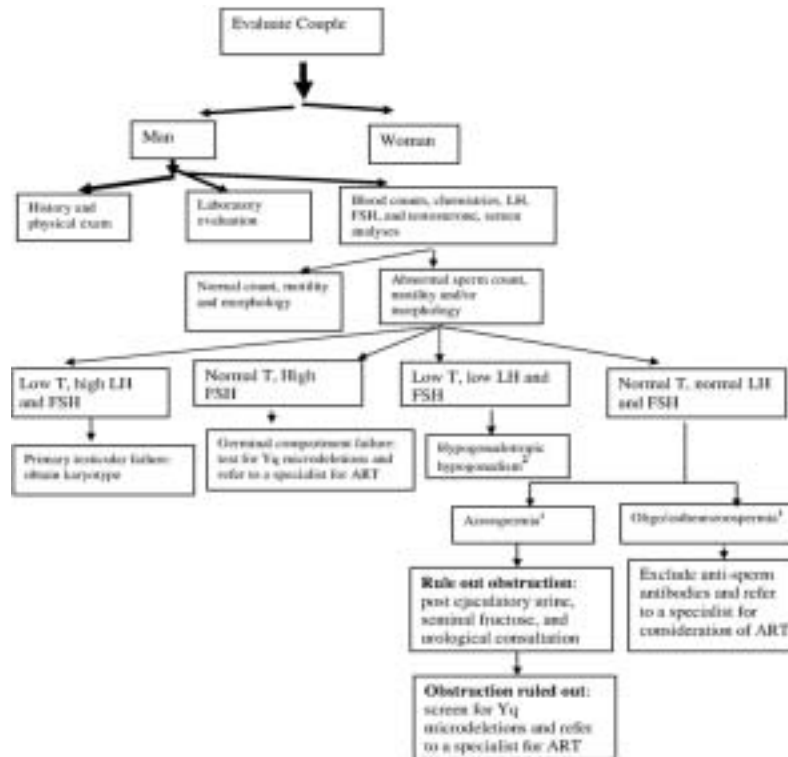 Evaluate Couple
Man
Woman
History and
physical exam
Laboratory
evaluation
Blood counts, chemistries, LH,
FSH, and testosterone, semen
analyses
Normal count, motility
and morphology
Abnormal sperm count,
motility and/or
morphology
Low T, high LH
and FSH
Normal T, High
FSH
Low T, low LH and
FSH
Normal T, normal LH
and FSH
Primary testicular failure:
obtain karyotype
Germinal compartment failure:
test for Yq microdeletions and
refer to a specialist for ART
Hypogonadotropic
hypogonadism²
Azoospermia¹
Rule out obstruction:
post ejaculatory urine,
seminal fructose, and
urological consultation
Exclude anti-sperm
antibodies and refer
to a specialist for
consideration of ART
Obstruction ruled out:
screen for Yq
microdeletions and refer
to a specialist for ART